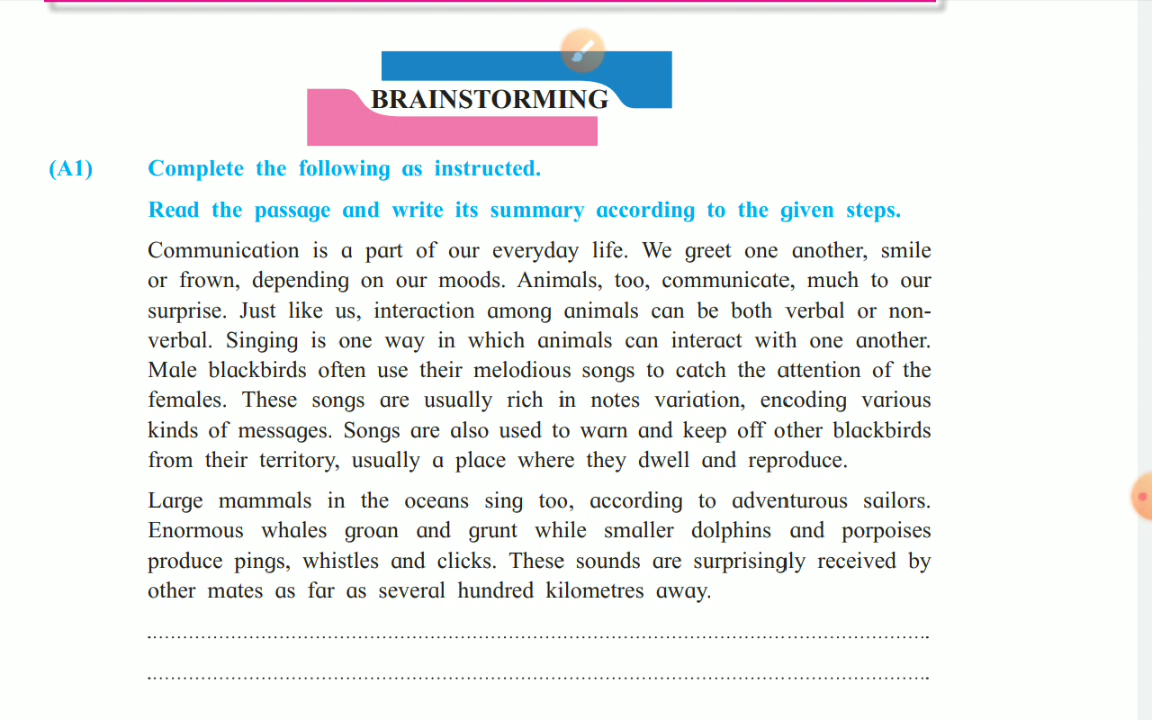 BRAINSTORMING
(A1) Complete the following as instructed.
Read the passage and write its summary according to the given steps.
Communication is a part of our everyday life. We greet one another, smile
or frown, depending on our moods. Animals, too, communicate, much to our
surprise. Just like us, interaction among animals can be both verbal or non-
verbal. Singing is one way in which animals can interact with one another.
Male blackbirds often use their melodious songs to catch the attention of the
females. These songs are usually rich in notes variation, encoding various
kinds of messages. Songs are also used to warn and keep off other blackbirds
from their territory, usually a place where they dwell and reproduce.
Large mammals in the oceans sing too, according to adventurous sailors.
Enormous whales groan and grunt while smaller dolphins and porpoises
produce pings, whistles and clicks. These sounds are surprisingly received by
other mates as far as several hundred kilometres away.